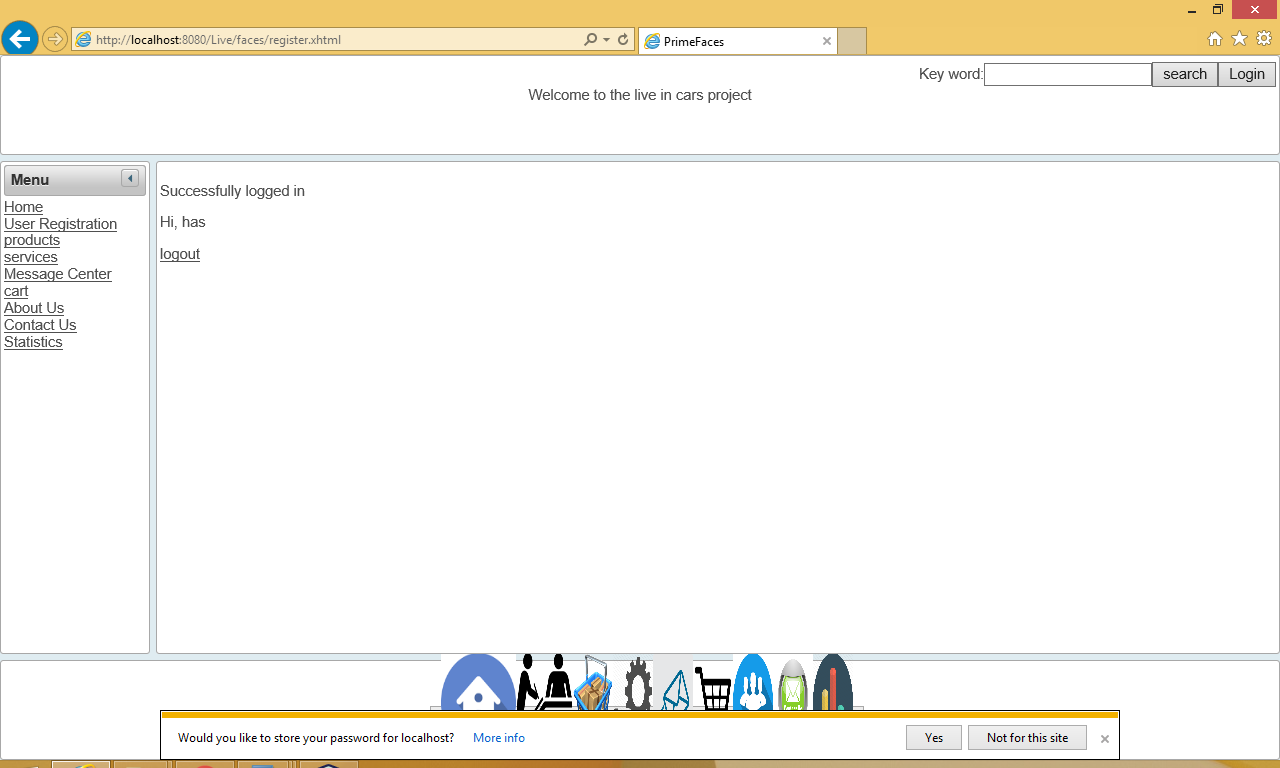 http://localhost:8080/Live/faces/register.xhtml
PrimeFaces
Key word:
search
Login
Welcome to the live in cars project
Menu
Home
User Registration
products
services
Message Center
cart
About Us
Contact Us
Statistics
Successfully logged in
Hi, has
logout
Would you like to store your password for localhost? More info
Yes
Not for this site